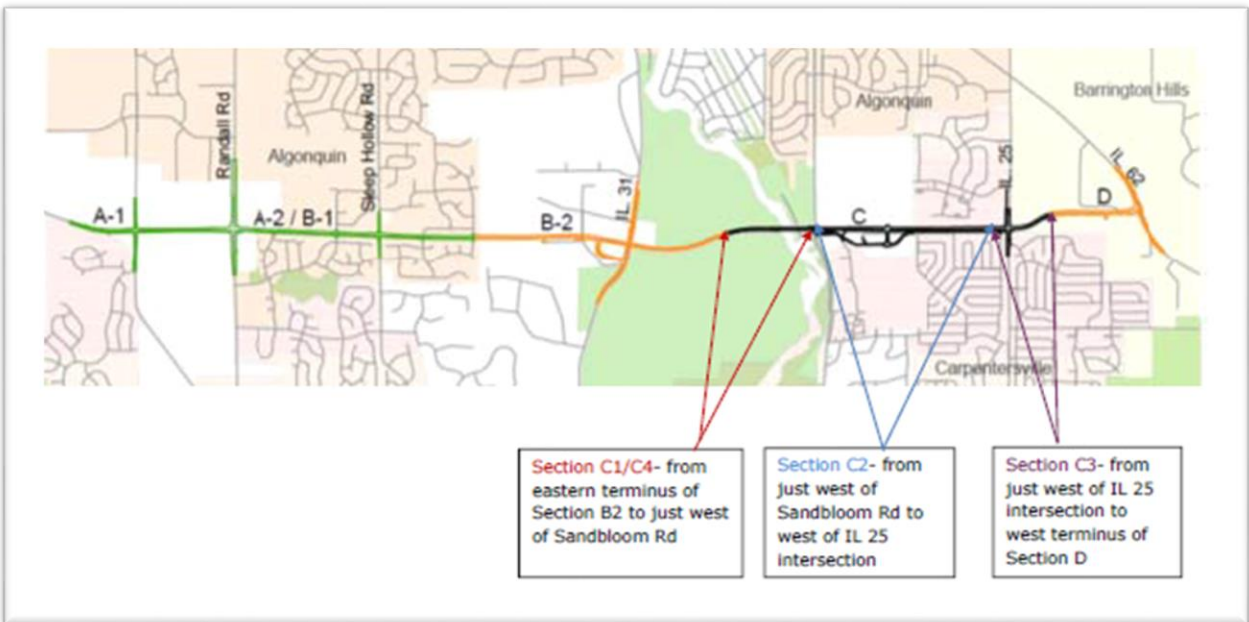 Randall Rd
Sleep Hollow Rd
Algonquin
A-1
A-2 / B-1
B-2
IL 31
Algonquin
C
IL 25
Barrington Hills
IL 62
D
Carpentersville
Section C1/C4- from
eastern terminus of
Section B2 to just west
of Sandbloom Rd
Section C2- from
just west of
Sandbloom Rd to
west of IL 25
intersection
Section C3- from
just west of IL 25
intersection to
west terminus of
Section D